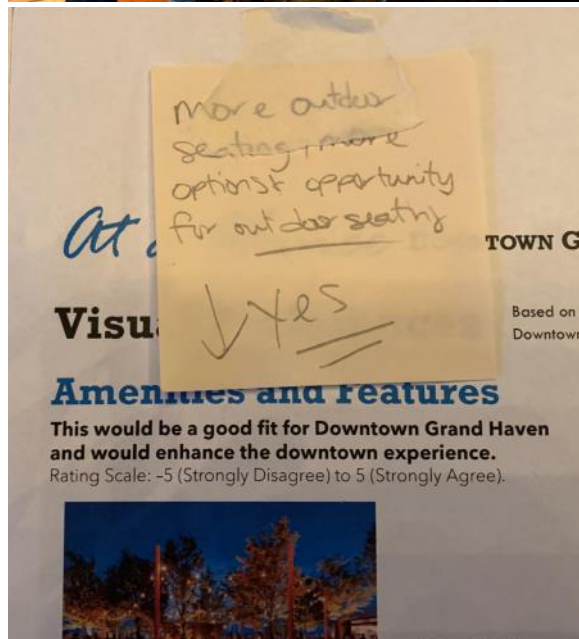 More outdoor
seating, more
options & opportunity
for outdoor seating
↓ Yes
At
TOWN G
Visu
Based on
Downtown
Amenities and Features
This would be a good fit for Downtown Grand Haven
and would enhance the downtown experience.
Rating Scale: –5 (Strongly Disagree) to 5 (Strongly Agree).